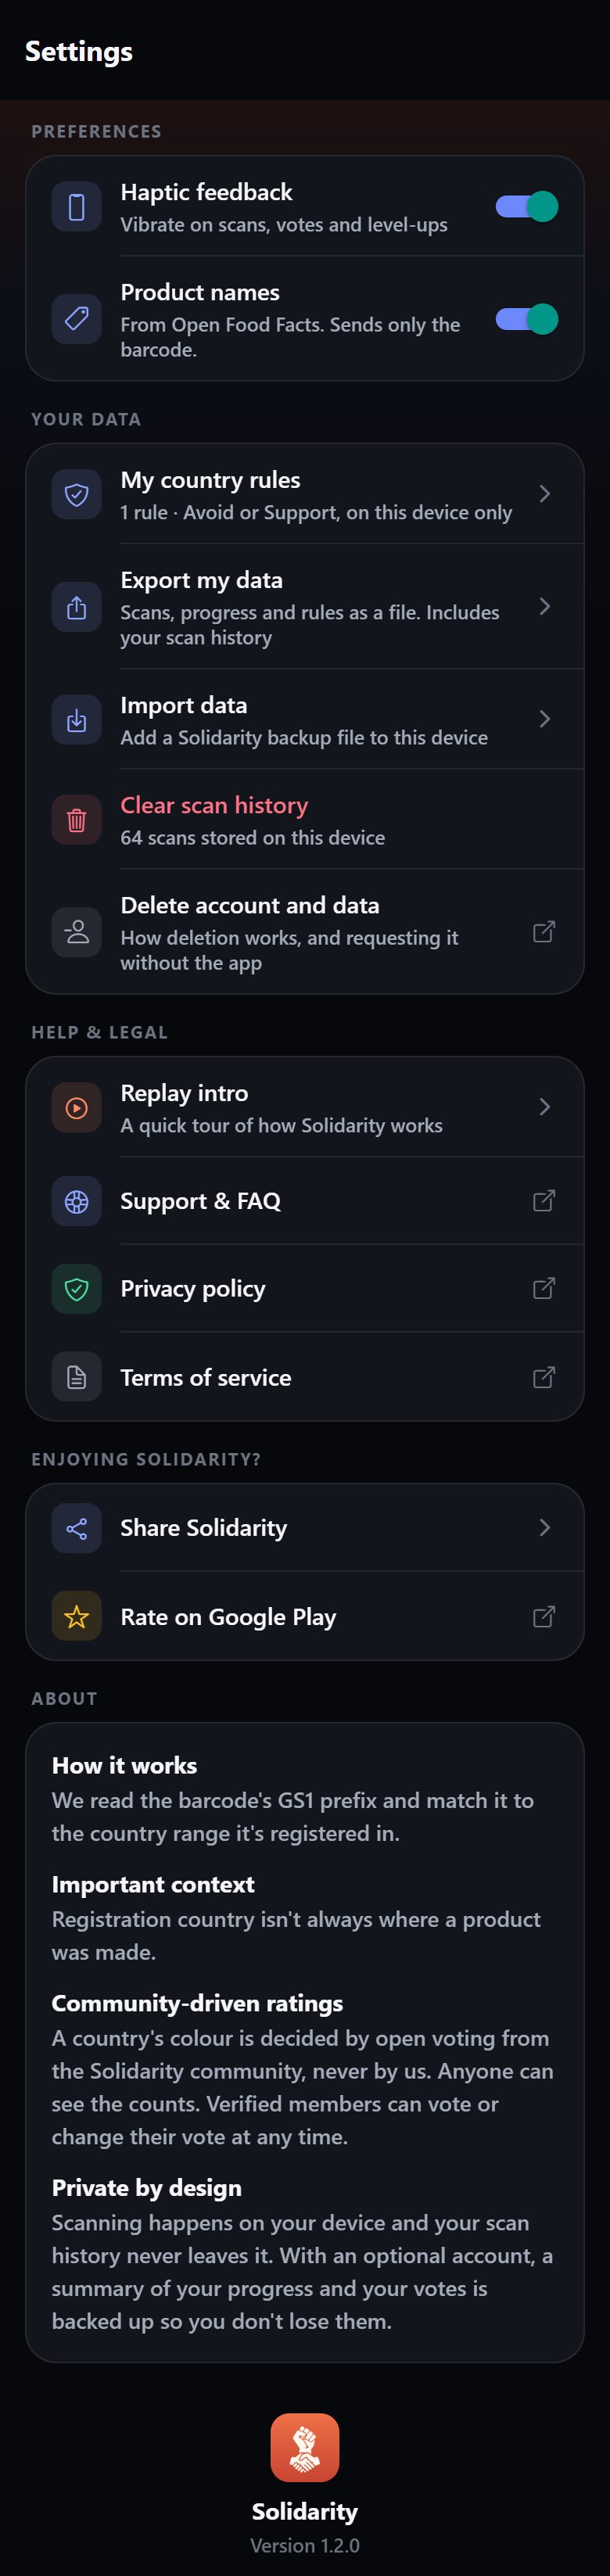 Settings
PREFERENCES
Haptic feedback
Vibrate on scans, votes and level-ups
Product names
From Open Food Facts. Sends only the
barcode.
YOUR DATA
My country rules
1 rule · Avoid or Support, on this device only
Export my data
Scans, progress and rules as a file. Includes
your scan history
Import data
Add a Solidarity backup file to this device
Clear scan history
64 scans stored on this device
Delete account and data
How deletion works, and requesting it
without the app
HELP & LEGAL
Replay intro
A quick tour of how Solidarity works
Support & FAQ
Privacy policy
Terms of service
ENJOYING SOLIDARITY?
Share Solidarity
Rate on Google Play
ABOUT
How it works
We read the barcode's GS1 prefix and match it to
the country range it's registered in.
Important context
Registration country isn't always where a product
was made.
Community-driven ratings
A country's colour is decided by open voting from
the Solidarity community, never by us. Anyone can
see the counts. Verified members can vote or
change their vote at any time.
Private by design
Scanning happens on your device and your scan
history never leaves it. With an optional account, a
summary of your progress and your votes is
backed up so you don't lose them.
Solidarity
Version 1.2.0